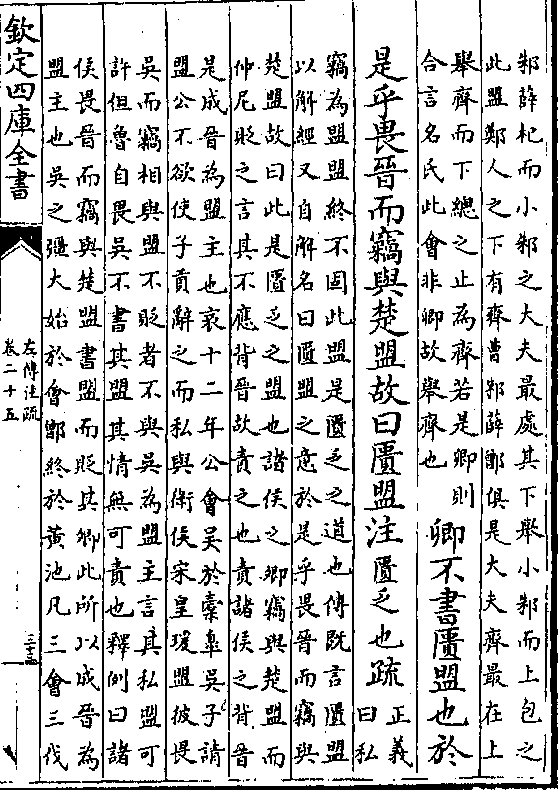 邾薛杞而小邾之大夫最處其下舉小邾而上包之
此盟鄭人之下有齊曹邾薛鄫俱是大夫齊最在上
舉齊而下總之止為齊若是卿則
合言名氏此會非卿故舉齊也
卿不書匱盟也於
是乎畏晉而竊與楚盟故曰匱盟注匱乏也疏
正義
曰私
竊為盟盟終不固此盟是匱乏之道也傳既言匱盟
以解經又自解名曰匱盟之意於是乎畏晉而竊與
楚盟故曰此是匱乏之盟也諸侯之卿竊與楚盟而
仲尼貶之言其不應背晉故責之也責諸侯之背晉
是成晉為盟主也哀十二年公會吳於橐臯吳子請
盟公不欲使子貢辭之而私與衛侯宋皇瑗盟彼畏
吳而竊相與盟不貶者不與吳為盟主言其私盟可
許但魯自畏吳不書其盟其情無可責也釋例曰諸
侯畏晉而竊與楚盟書盟而貶其卿此所以成晉為
盟主也吳之彊大始於會鄫終於黃池凡三會三伐
欽定四庫全書
左傳注疏
卷二十五